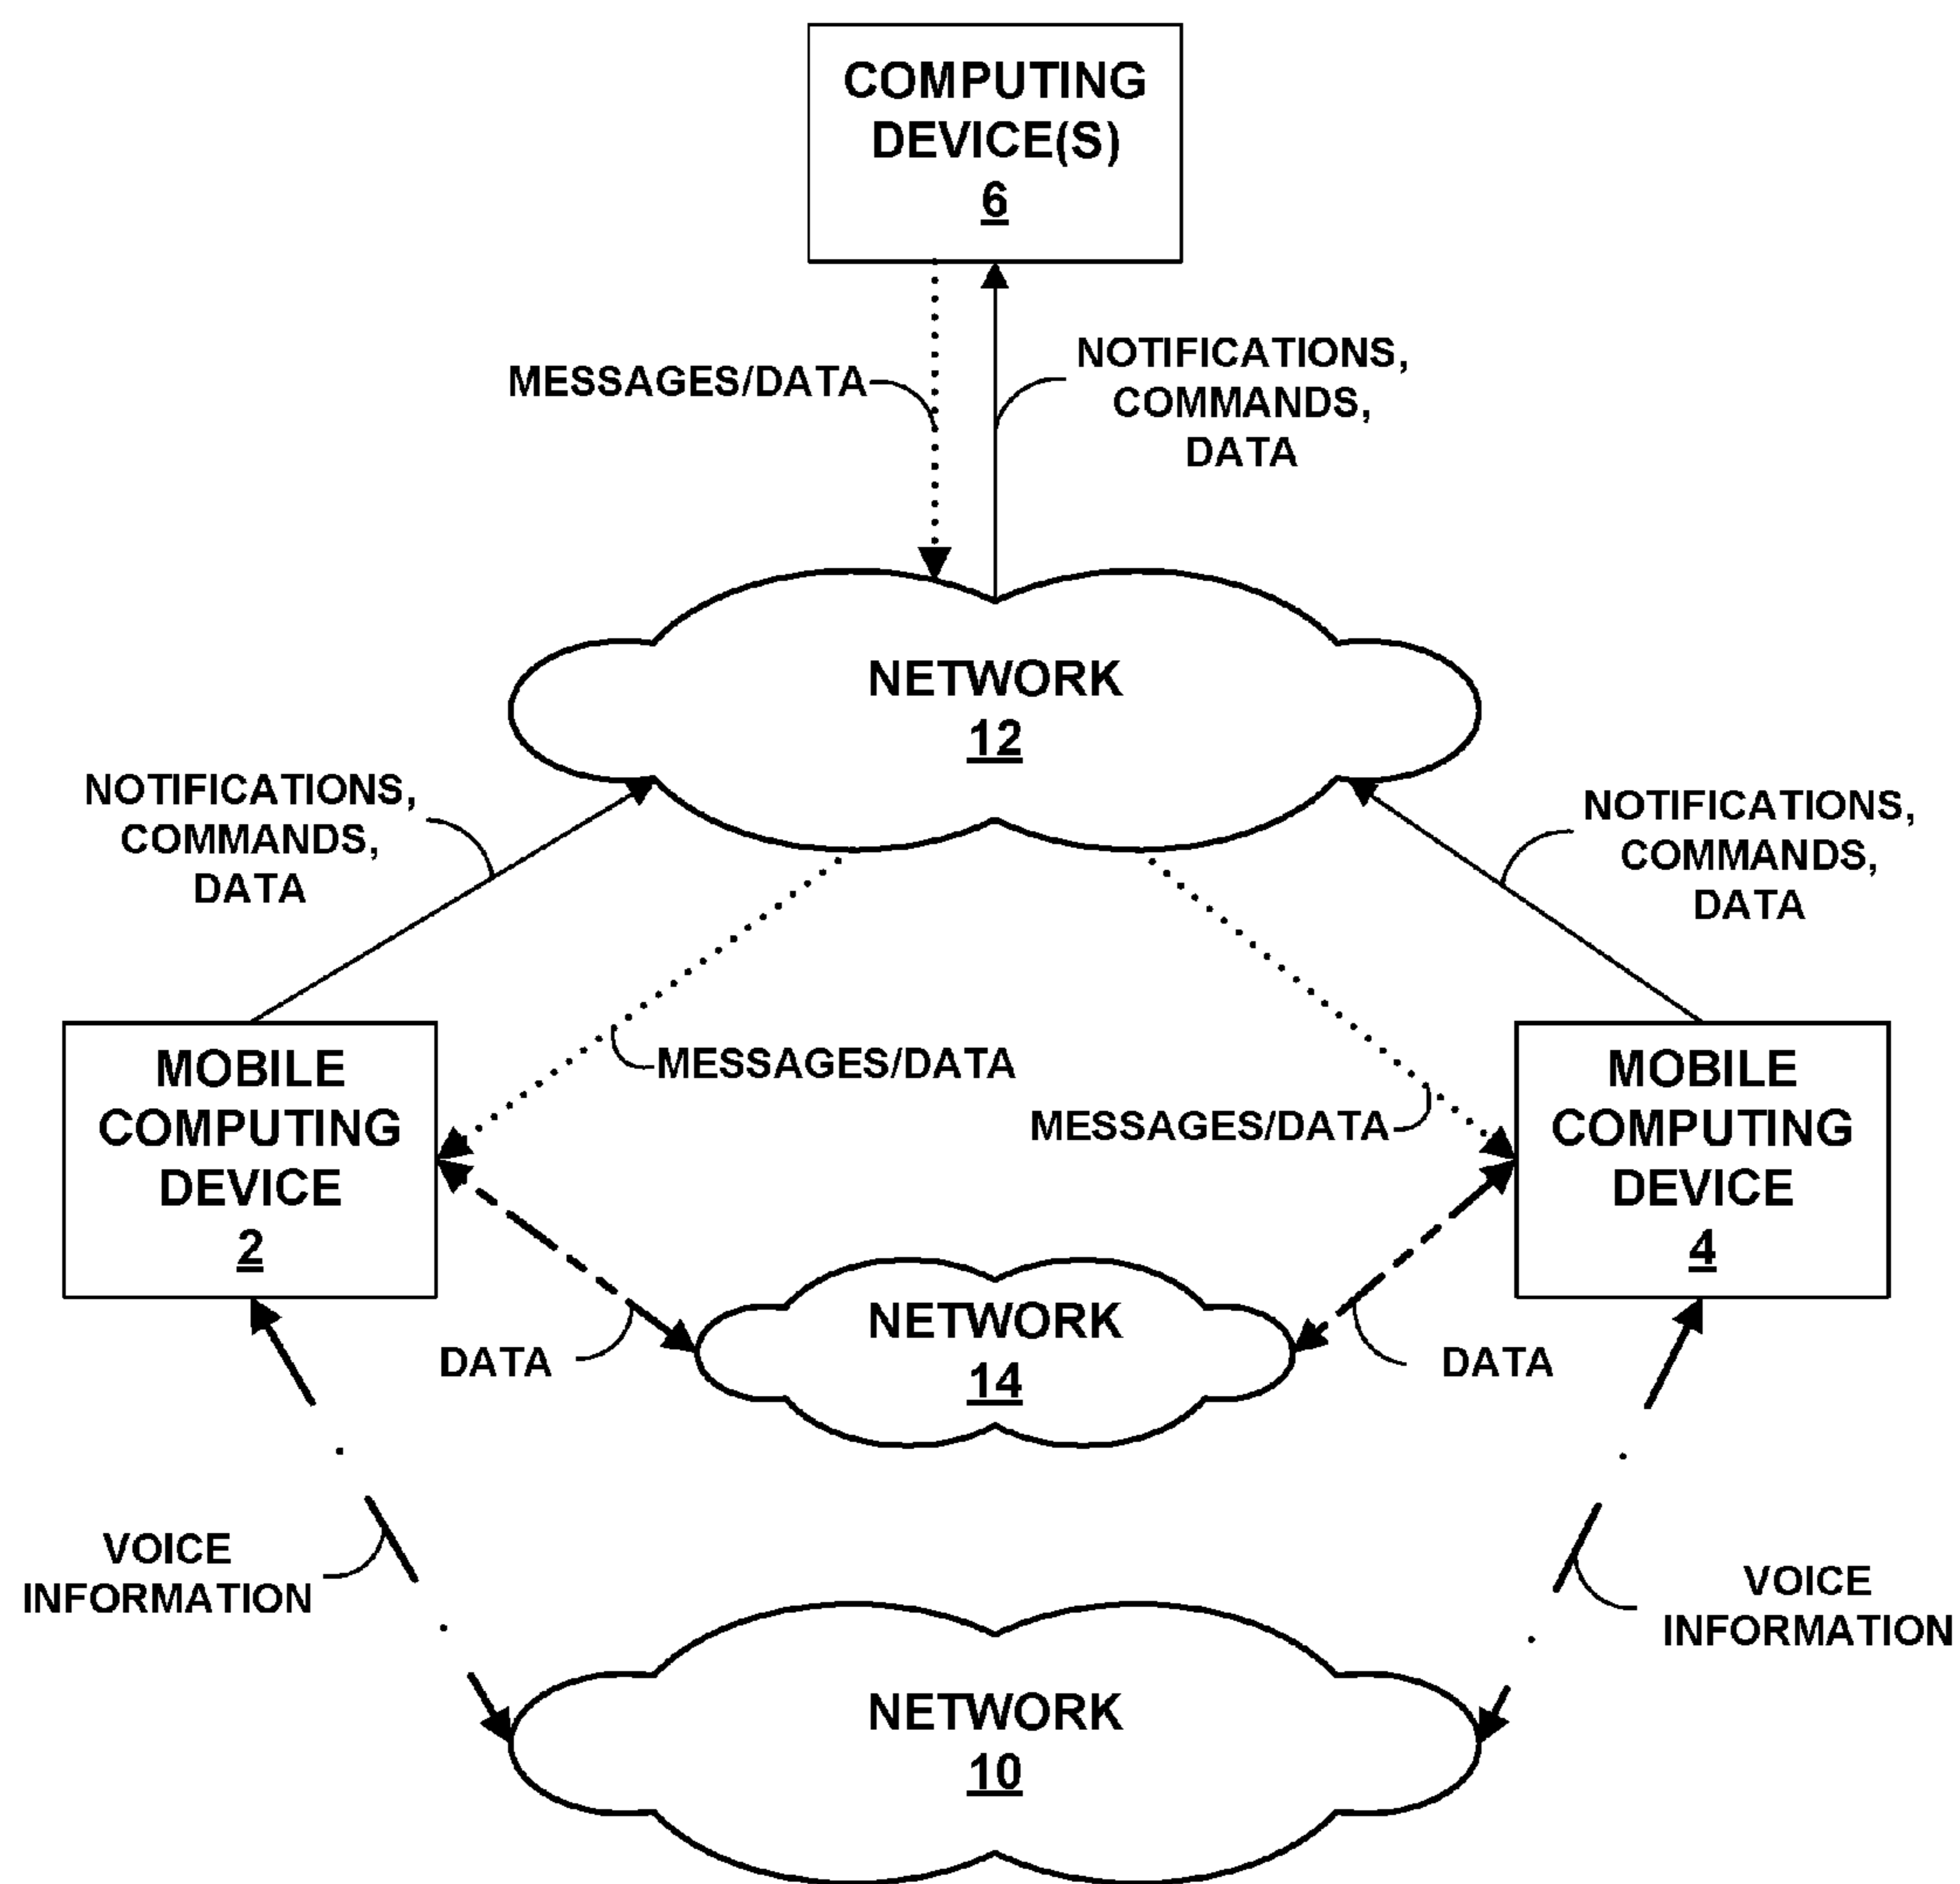 COMPUTING
DEVICE(S)
6
MESSAGES/DATA
NOTIFICATIONS,
COMMANDS,
DATA
NETWORK
12
NOTIFICATIONS,
COMMANDS,
DATA
NOTIFICATIONS,
COMMANDS,
DATA
MOBILE
COMPUTING
DEVICE
2
MESSAGES/DATA
MESSAGES/DATA
MOBILE
COMPUTING
DEVICE
4
DATA
NETWORK
14
DATA
VOICE
INFORMATION
VOICE
INFORMATION
NETWORK
10